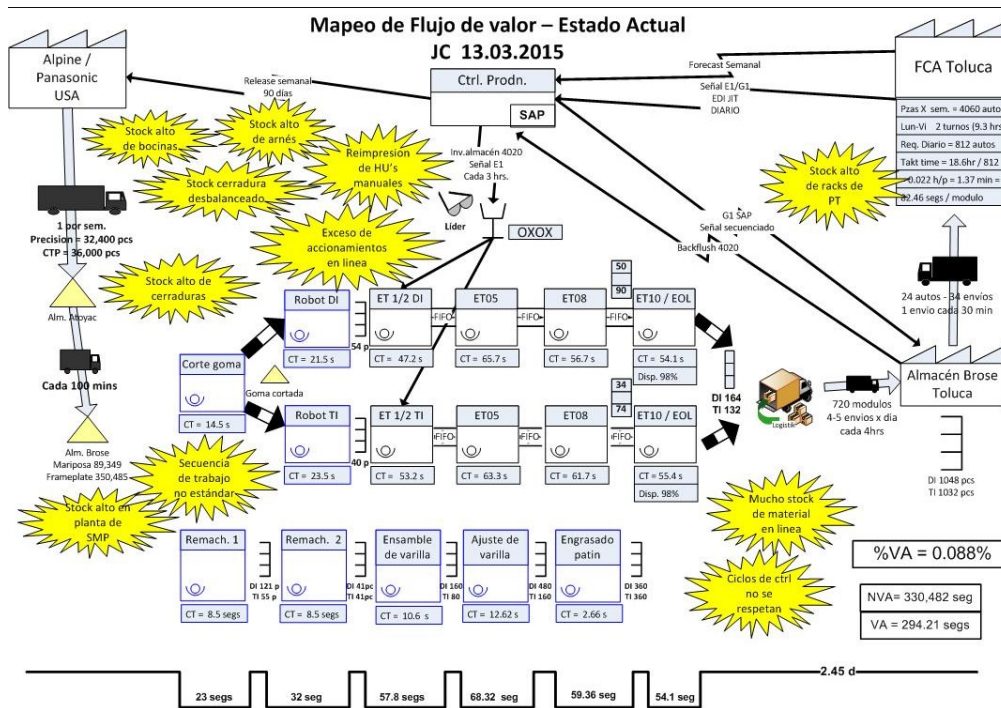 Mapeo de Flujo de valor – Estado Actual
JC 13.03.2015
Alpine /
Panasonic
USA
Release semanal
90 días
Ctrl. Prodn.
SAP
Forecast Semanal
Señal E1/G1
EDI JIT
DIARIO
FCA Toluca
Pzas X sem. = 4060 auto
Lun-Vi 2 turnos (9.3 hrs
Req. Diario = 812 autos
Takt time = 18.6hr / 812
0.022 h/p = 1.37 min =
82.46 segs / modulo
Stock alto
de bocinas
Stock alto
de arnés
Stock cerradura
desbalanceado
Reimpresion
de HU's
manuales
Inv.almacén 4020
Señal E1
Cada 3 hrs.
Stock alto
de racks de
PT
Líder
OXOX
G1 SAP
Señal secuenciado
Backflush 4020
1 por sem.
Precision = 32,400 pcs
CTP = 36,000 pcs
Exceso de
accionamientos
en linea
Stock alto de
cerraduras
Alm. Atoyac
24 autos - 34 envíos
1 envio cada 30 min
Cada 100 mins
Alm. Brose
Mariposa 89,349
Frameplate 350,485
Corte goma
CT = 14.5 s
Goma cortada
Robot DI
CT = 21.5 s
54 p
ET 1/2 DI
CT = 47.2 s
FIFO
ET05
CT = 65.7 s
FIFO
ET08
CT = 56.7 s
50
90
ET10 / EOL
CT = 54.1 s
Disp. 98%
Robot TI
CT = 23.5 s
40 p
ET 1/2 TI
CT = 53.2 s
FIFO
ET05
CT = 63.3 s
FIFO
ET08
CT = 61.7 s
34
74
ET10 / EOL
CT = 55.4 s
Disp. 98%
DI 164
TI 132
Logistik
720 modulos
4-5 envios x dia
cada 4hrs
Almacén Brose
Toluca
DI 1048 pcs
TI 1032 pcs
Secuencia
de trabajo
no estándar
Stock alto en
planta de
SMP
Mucho stock
de material
en linea
Ciclos de ctrl
no se
respetan
Remach. 1
CT = 8.5 segs
DI 121 p
TI 55 p
Remach. 2
CT = 8.5 segs
DI 41pc
TI 41pc
Ensamble
de varilla
CT = 10.6 s
DI 160
TI 80
Ajuste de
varilla
CT = 12.62 s
DI 480
TI 160
Engrasado
patin
CT = 2.66 s
DI 360
TI 360
%VA = 0.088%
NVA= 330,482 seg
VA = 294.21 segs
23 segs
32 seg
57.8 segs
68.32 seg
59.36 seg
54.1 seg
2.45 d